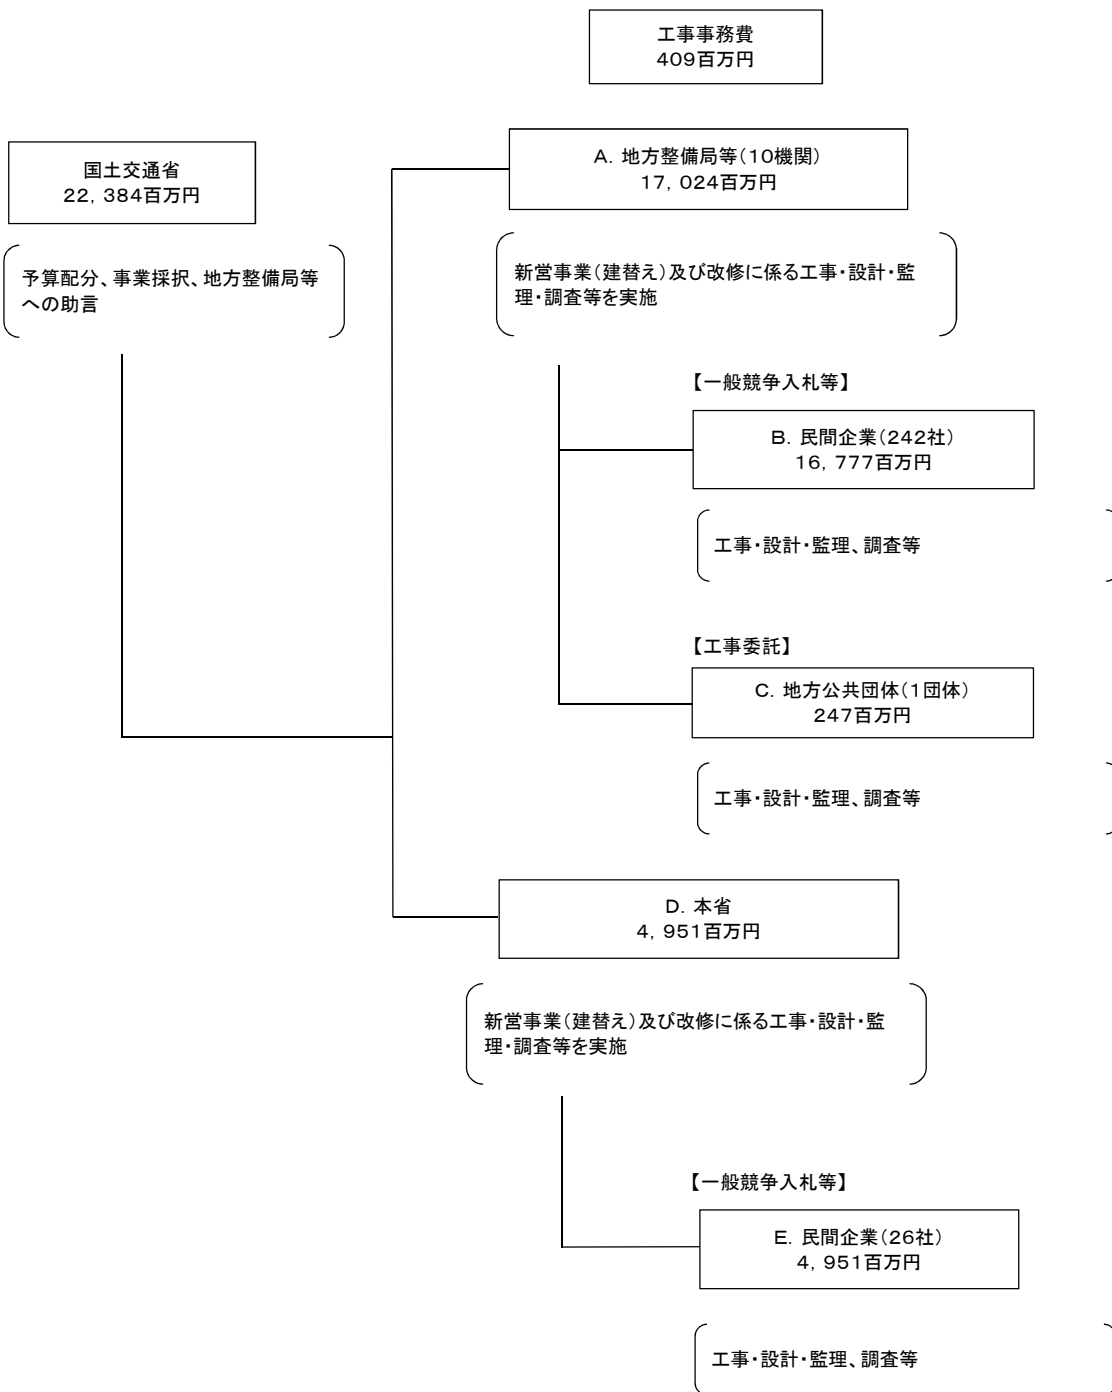 工事事務費
409百万円
国土交通省
22,384百万円
予算配分、事業採択、地方整備局等
への助言
A. 地方整備局等(10機関)
17,024百万円
新営事業(建替え)及び改修に係る工事・設計・監
理・調査等を実施
【一般競争入札等】
B. 民間企業(242社)
16,777百万円
工事・設計・監理、調査等
【工事委託】
C. 地方公共団体(1団体)
247百万円
工事・設計・監理、調査等
D. 本省
4,951百万円
新営事業(建替え)及び改修に係る工事・設計・監
理・調査等を実施
【一般競争入札等】
E. 民間企業(26社)
4,951百万円
工事・設計・監理、調査等